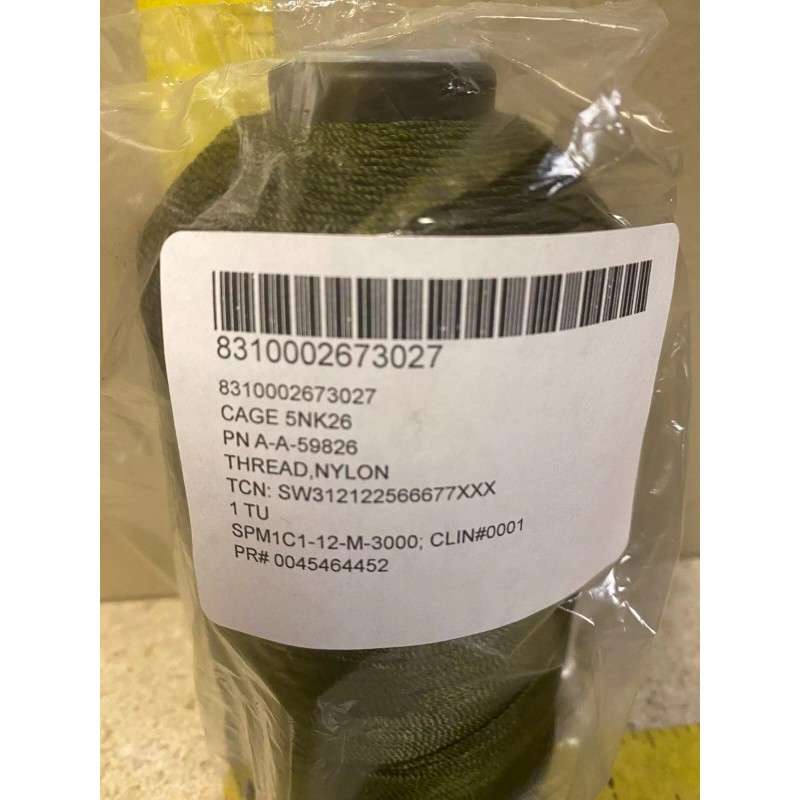 8310002673027
8310002673027
CAGE 5NK26
PN A-A-59826
THREAD,NYLON
TCN: SW312122566677XXX
1 TU
SPM1C1-12-M-3000; CLIN#0001
PR# 0045464452